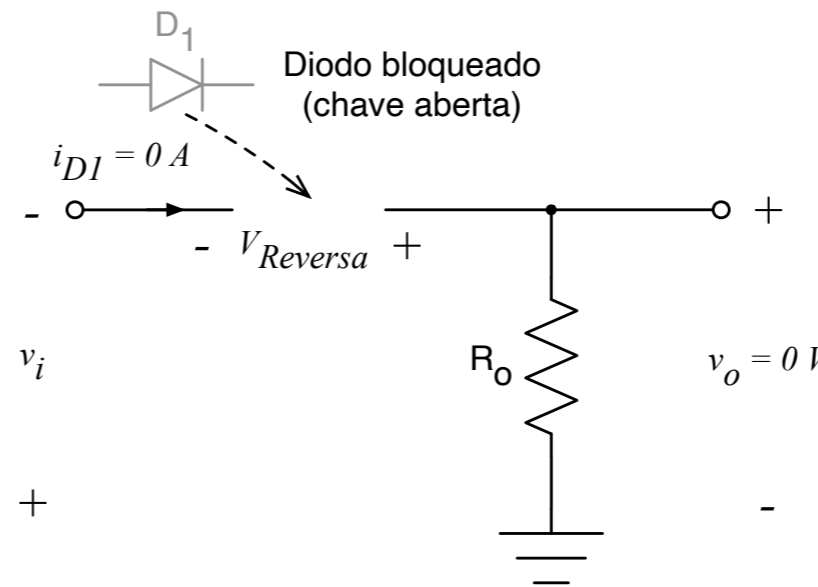 D1
Diodo bloqueado
(chave aberta)
iD1 = 0 A
- +
- VReversa +
vi
Ro
vo = 0
+ -